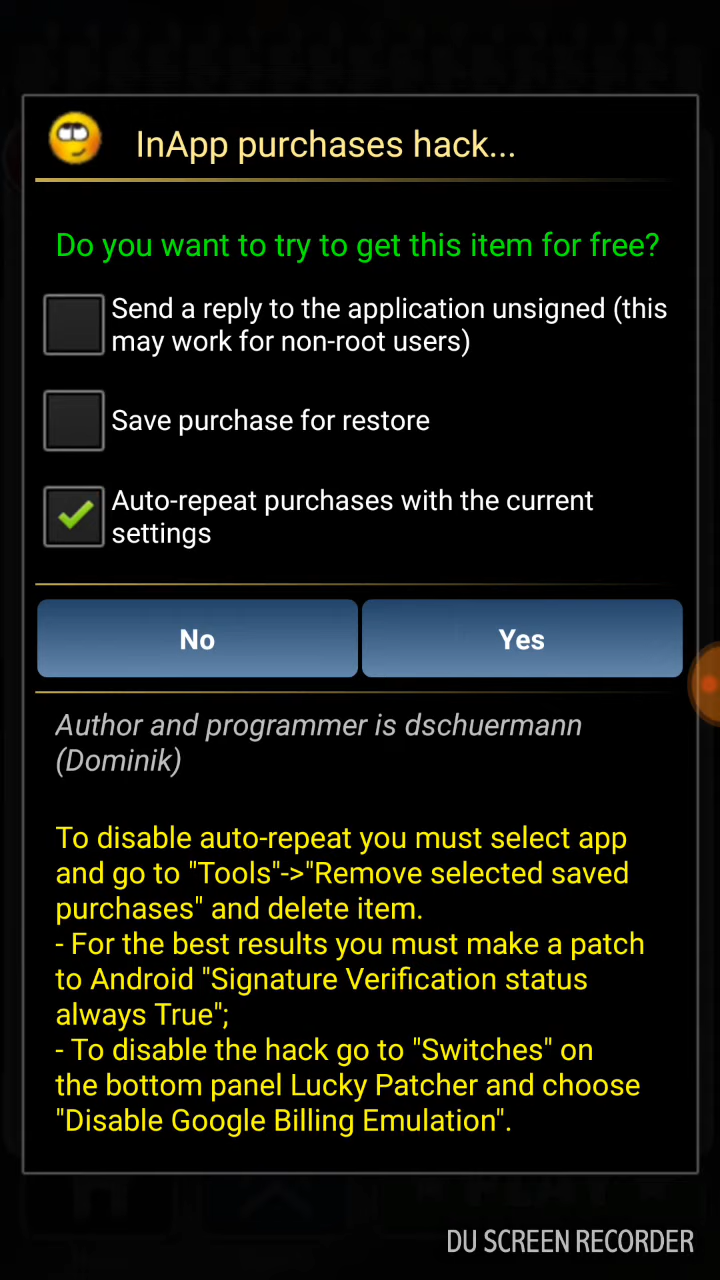 InApp purchases hack...
Do you want to try to get this item for free?
Send a reply to the application unsigned (this
may work for non-root users)
Save purchase for restore
Auto-repeat purchases with the current
settings
No
Yes
Author and programmer is dschuermann
(Dominik)
To disable auto-repeat you must select app
and go to "Tools"->"Remove selected saved
purchases" and delete item.
- For the best results you must make a patch
to Android "Signature Verification status
always True";
- To disable the hack go to "Switches" on
the bottom panel Lucky Patcher and choose
"Disable Google Billing Emulation".
DU SCREEN RECORDER